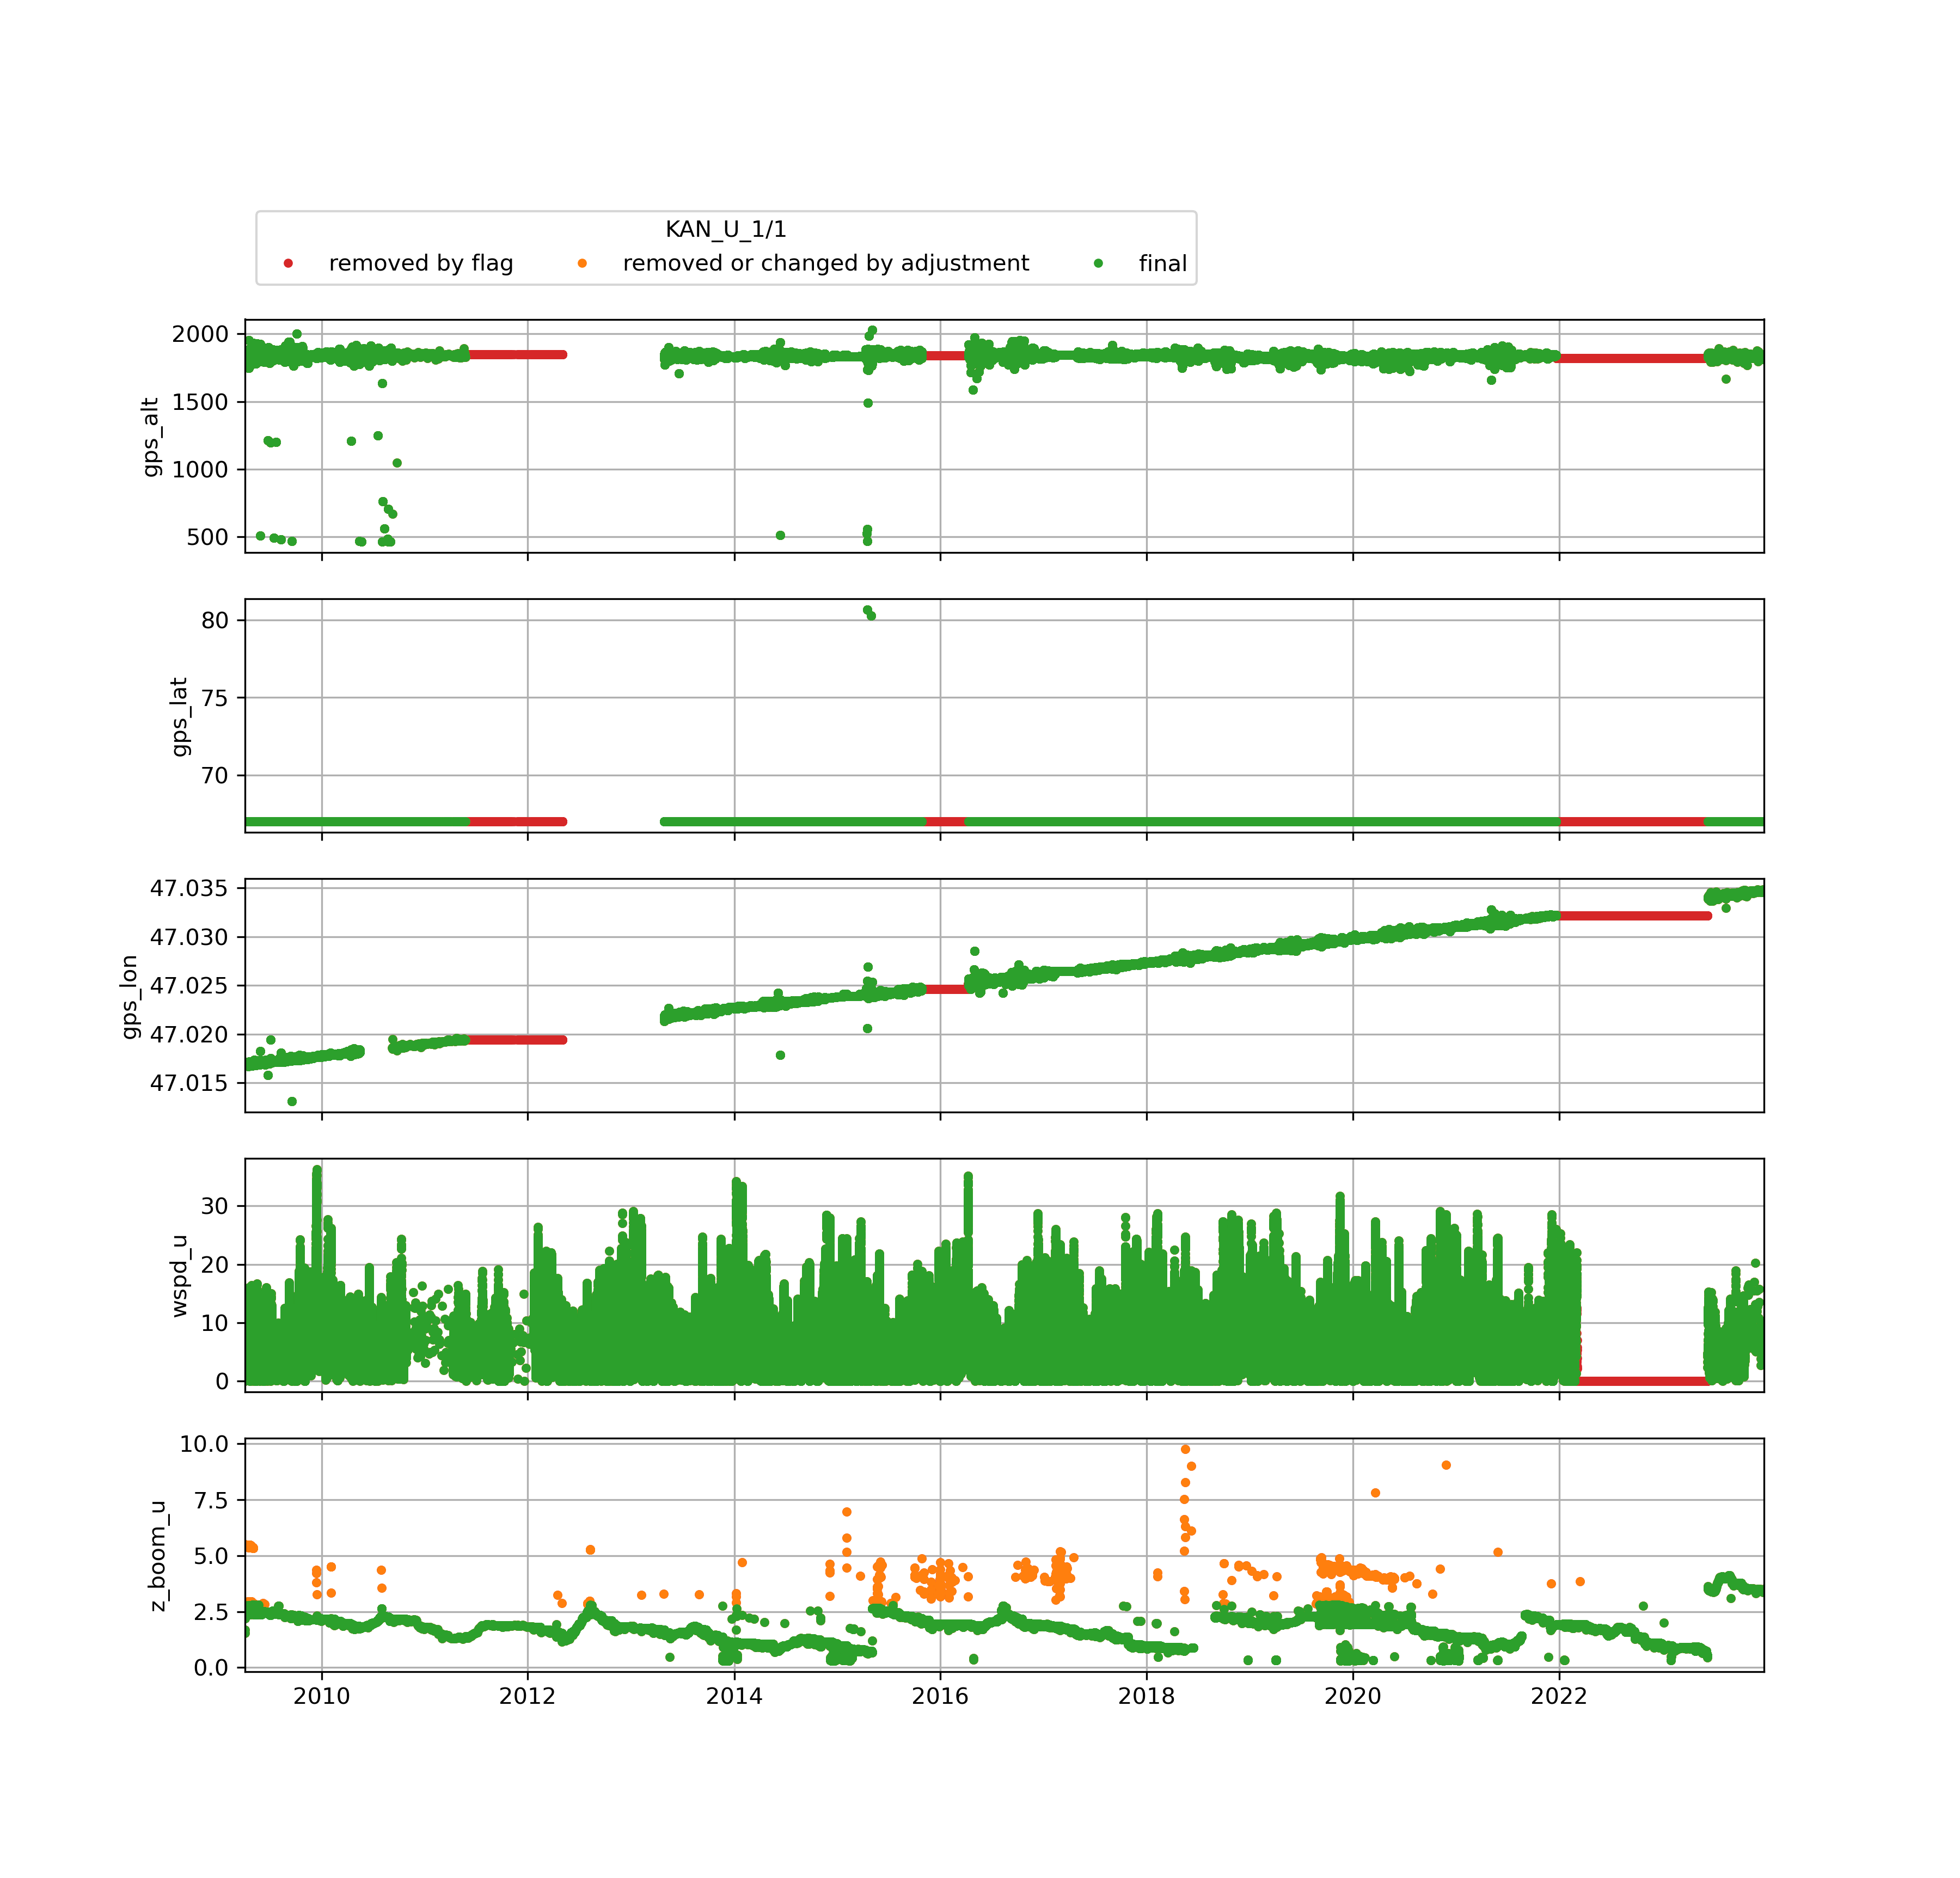 KAN_U_1/1
removed by flag removed or changed by adjustment final
2000
1500
1000
500
gps_alt
80
75
70
gps_lat
47.035
47.030
47.025
47.020
47.015
gps_lon
30
20
10
0
wspd_u
10.0
7.5
5.0
2.5
0.0
z_boom_u
2010 2012 2014 2016 2018 2020 2022